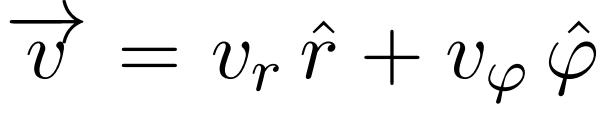 $\overrightarrow{v} = v_r \, \hat{r} + v_\varphi \, \hat{\varphi}$